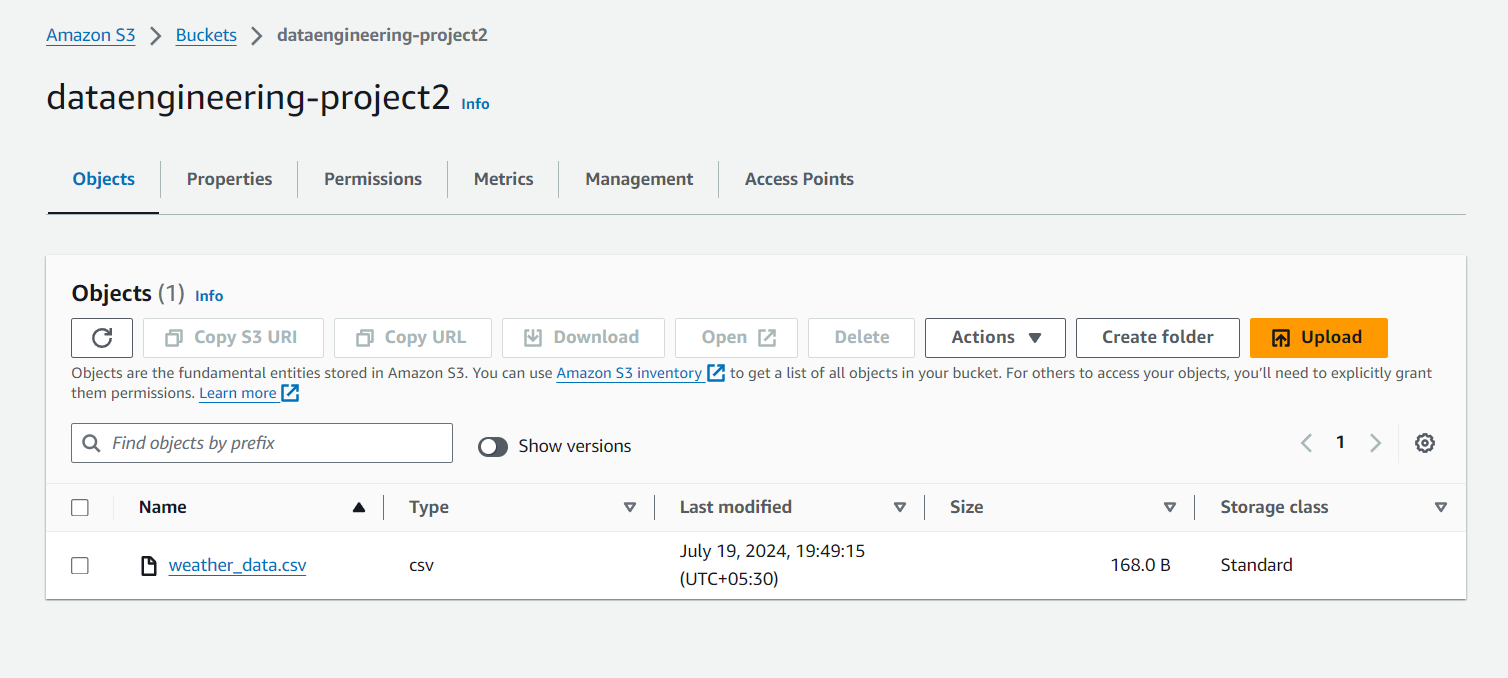 Amazon S3 > Buckets > dataengineering-project2
dataengineering-project2 Info
Objects Properties Permissions Metrics Management Access Points
Objects (1) Info
Copy S3 URI Copy URL Download Open Delete Actions Create folder Upload
Objects are the fundamental entities stored in Amazon S3. You can use Amazon S3 inventory to get a list of all objects in your bucket. For others to access your objects, you’ll need to explicitly grant
them permissions. Learn more
Find objects by prefix Show versions 1
Name Type Last modified Size Storage class
weather_data.csv csv July 19, 2024, 19:49:15 168.0 B Standard
(UTC+05:30)